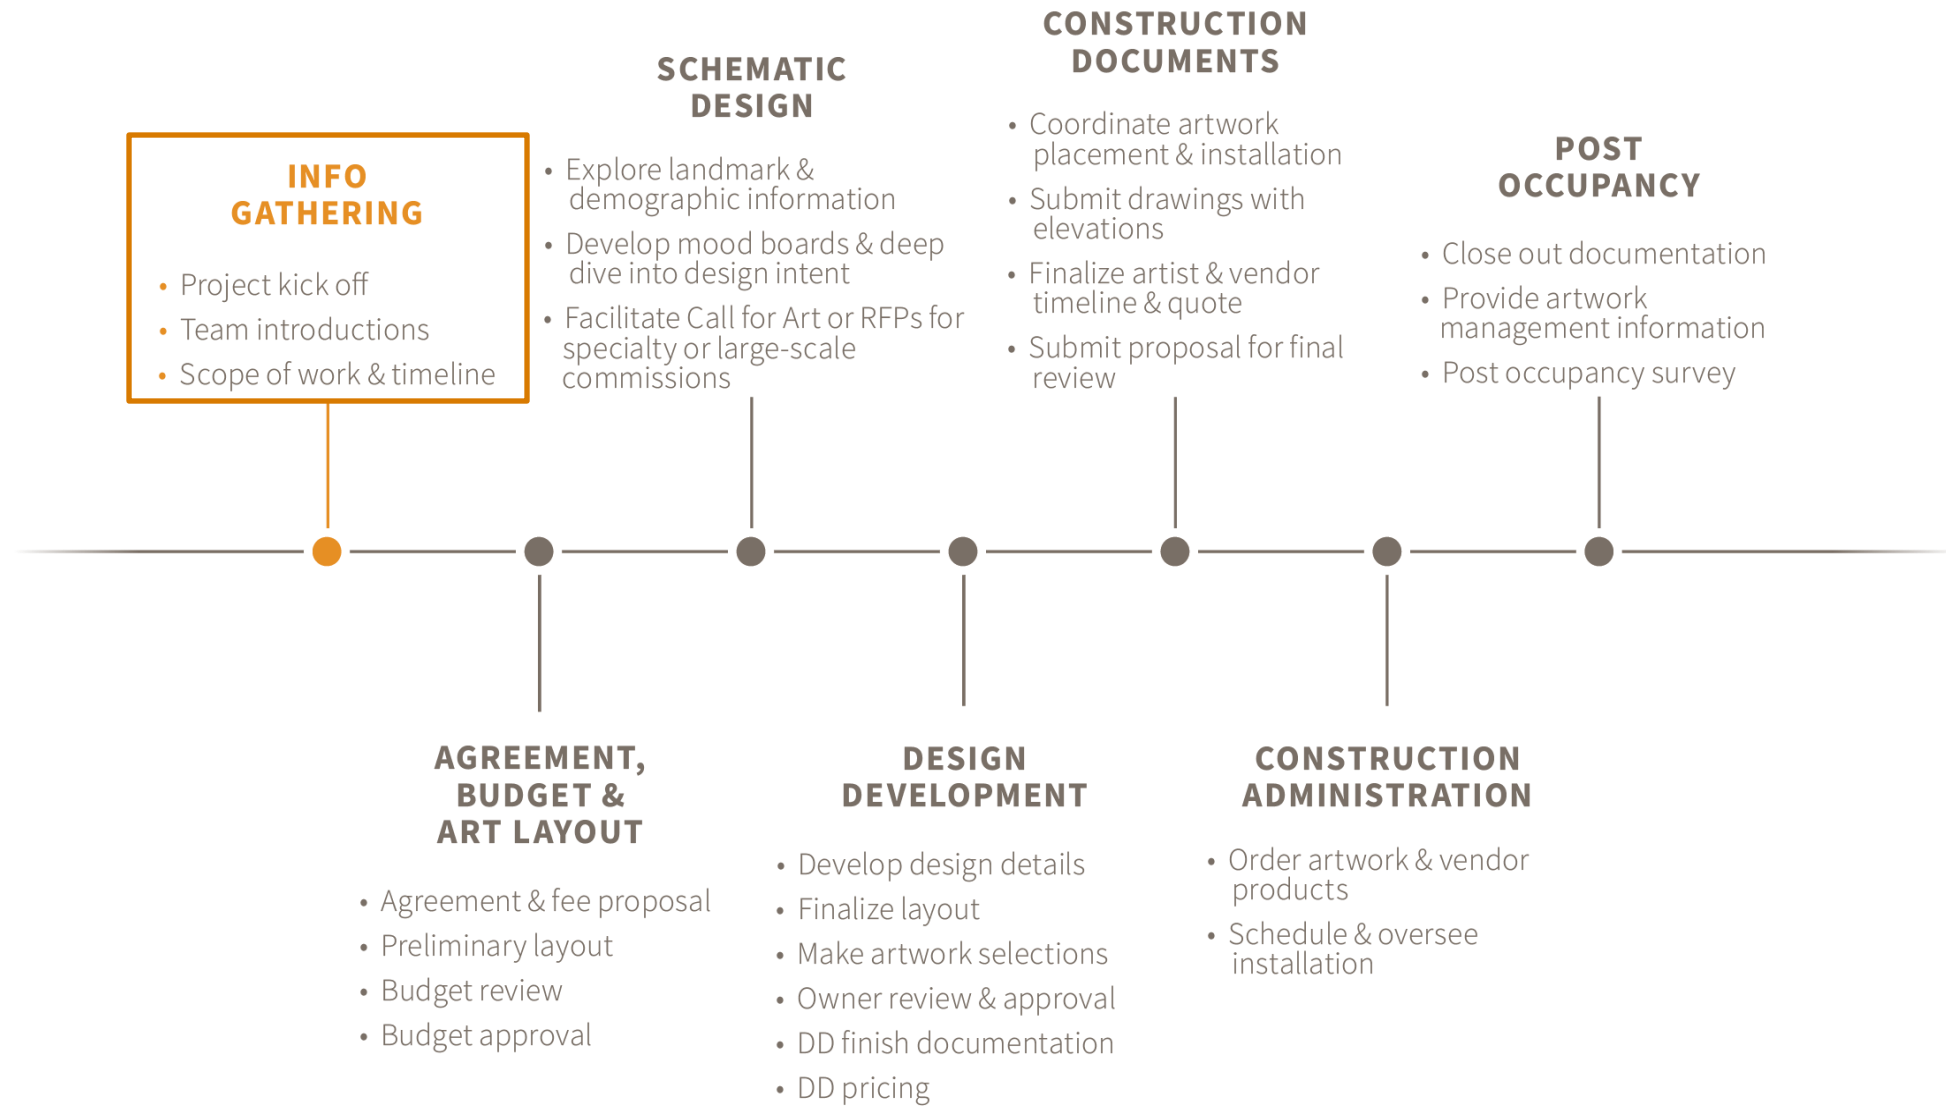 INFO
GATHERING
• Project kick off
• Team introductions
• Scope of work & timeline
AGREEMENT,
BUDGET &
ART LAYOUT
• Agreement & fee proposal
• Preliminary layout
• Budget review
• Budget approval
SCHEMATIC
DESIGN
• Explore landmark &
demographic information
• Develop mood boards & deep
dive into design intent
• Facilitate Call for Art or RFPs for
specialty or large-scale
commissions
DESIGN
DEVELOPMENT
• Develop design details
• Finalize layout
• Make artwork selections
• Owner review & approval
• DD finish documentation
• DD pricing
CONSTRUCTION
DOCUMENTS
• Coordinate artwork
placement & installation
• Submit drawings with
elevations
• Finalize artist & vendor
timeline & quote
• Submit proposal for final
review
CONSTRUCTION
ADMINISTRATION
• Order artwork & vendor
products
• Schedule & oversee
installation
POST
OCCUPANCY
• Close out documentation
• Provide artwork
management information
• Post occupancy survey